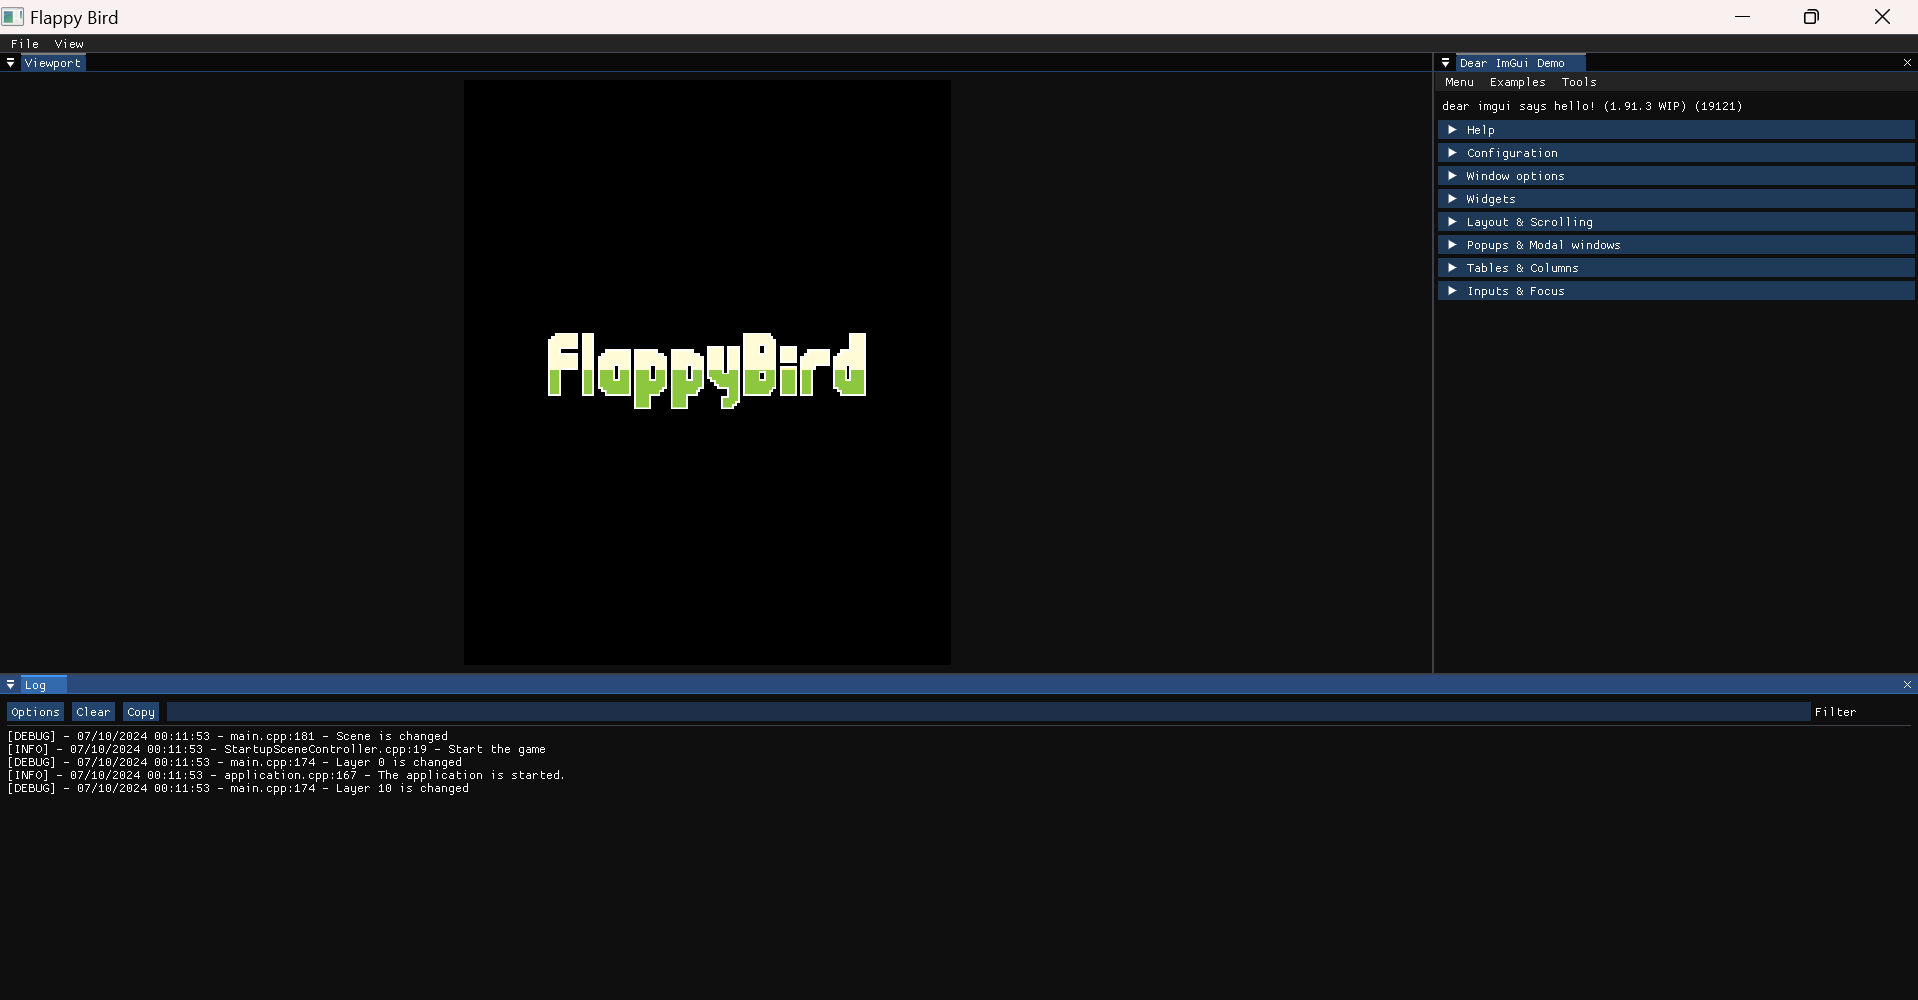 Flappy Bird
File View
Viewport
FlappyBird
Dear ImGui Demo
Menu Examples Tools
dear imgui says hello! (1.91.3 WIP) (19121)
Help
Configuration
Window options
Widgets
Layout & Scrolling
Popups & Modal windows
Tables & Columns
Inputs & Focus
Log
Options Clear Copy Filter
[DEBUG] - 07/10/2024 00:11:53 - main.cpp:181 - Scene is changed
[INFO] - 07/10/2024 00:11:53 - StartupSceneController.cpp:19 - Start the game
[DEBUG] - 07/10/2024 00:11:53 - main.cpp:174 - Layer 0 is changed
[INFO] - 07/10/2024 00:11:53 - application.cpp:167 - The application is started.
[DEBUG] - 07/10/2024 00:11:53 - main.cpp:174 - Layer 10 is changed